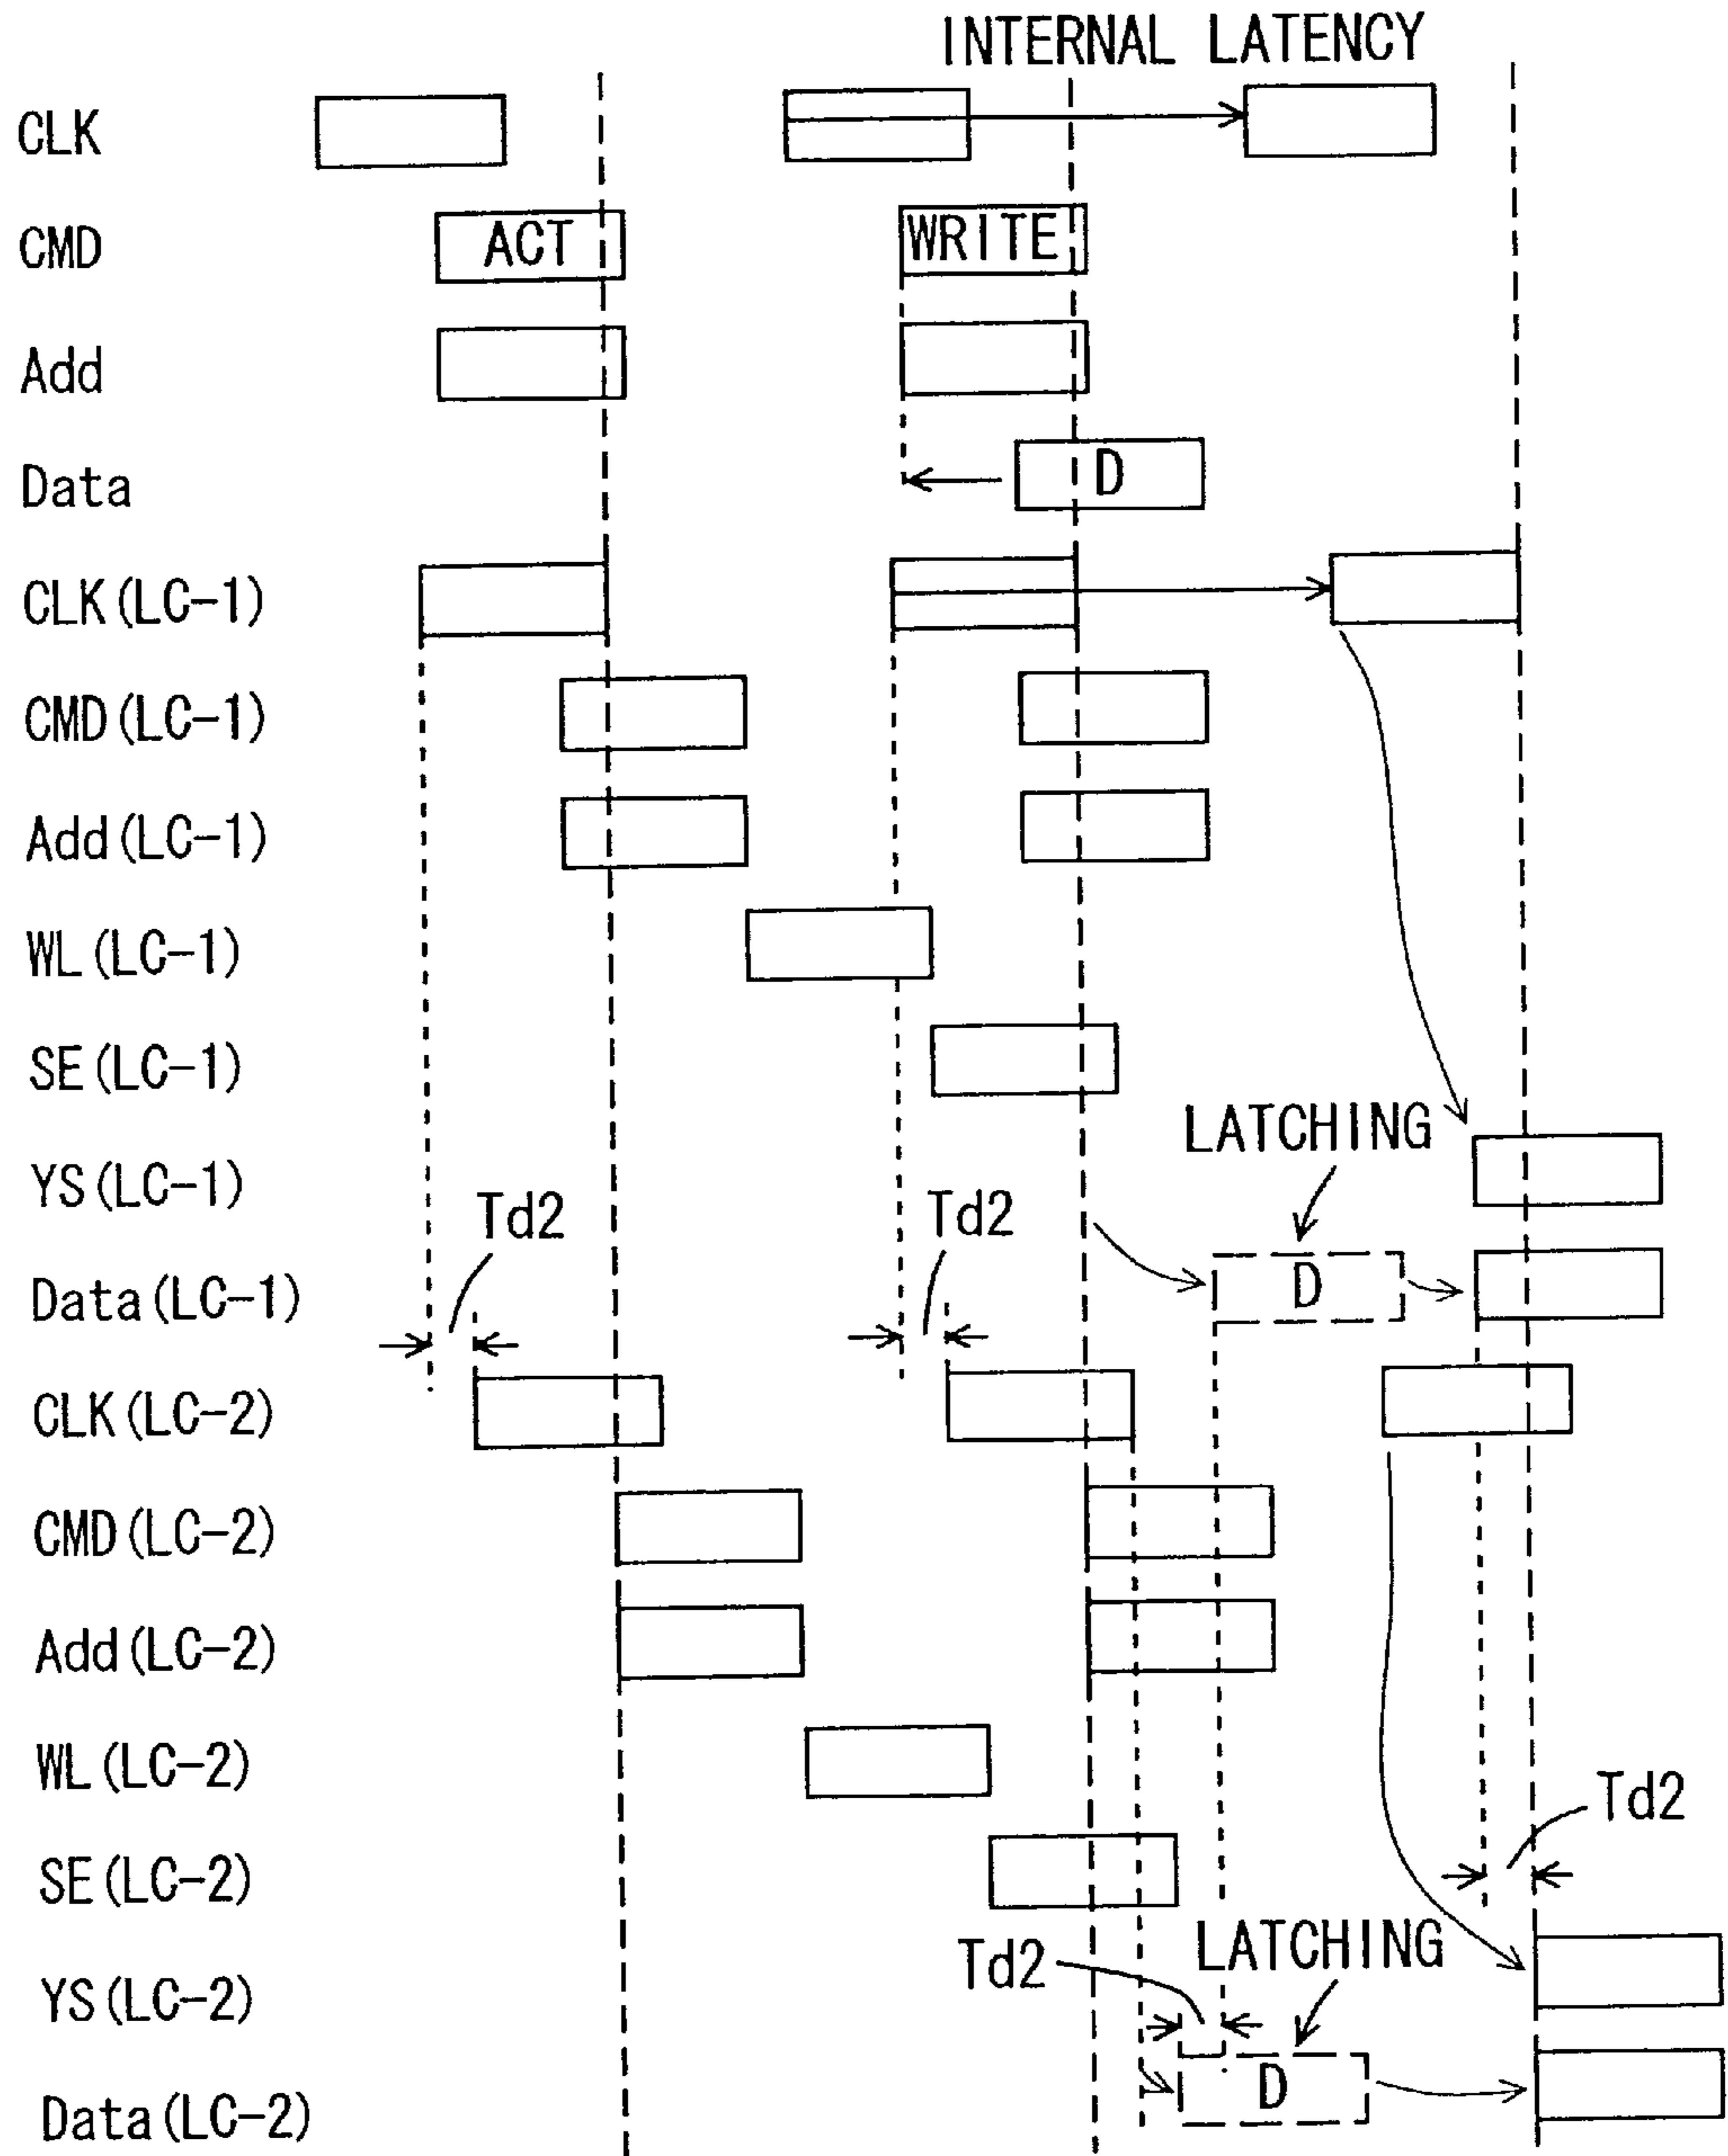 INTERNAL LATENCY
CLK
CMD ACT WRITE
Add
Data D
CLK(LC-1)
CMD(LC-1)
Add(LC-1)
WL(LC-1)
SE(LC-1)
LATCHING
YS(LC-1)
Td2 Td2
Data(LC-1) D
CLK(LC-2)
CMD(LC-2)
Add(LC-2)
WL(LC-2)
Td2
SE(LC-2)
Td2 LATCHING
YS(LC-2)
Data(LC-2) D